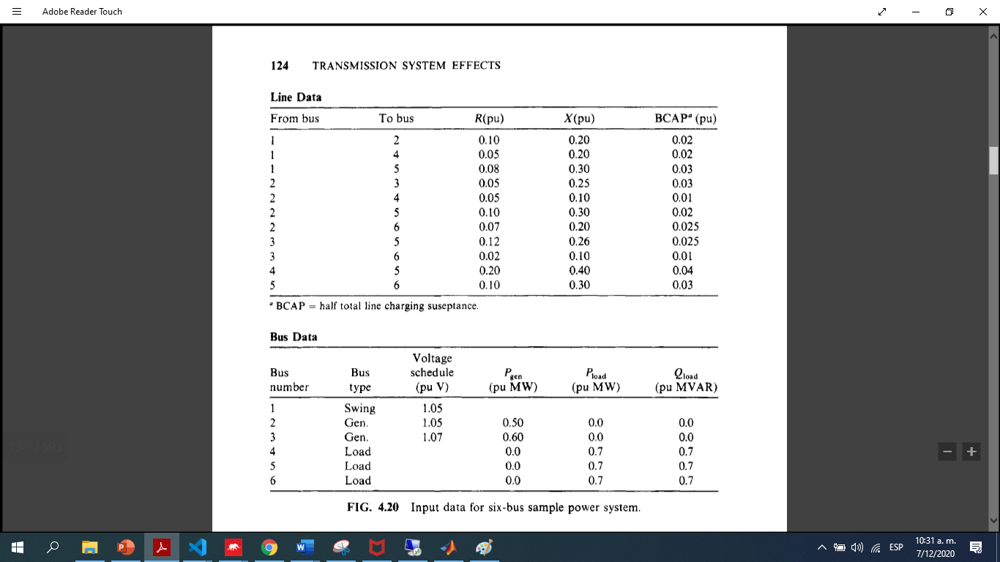 Adobe Reader Touch
124 TRANSMISSION SYSTEM EFFECTS
Line Data
From bus To bus R(pu) X(pu) BCAPᵃ (pu)
1 2 0.10 0.20 0.02
1 4 0.05 0.20 0.02
1 5 0.08 0.30 0.03
2 3 0.05 0.25 0.03
2 4 0.05 0.10 0.01
2 5 0.10 0.30 0.02
2 6 0.07 0.20 0.025
3 5 0.12 0.26 0.025
3 6 0.02 0.10 0.01
4 5 0.20 0.40 0.04
5 6 0.10 0.30 0.03
ᵃ BCAP = half total line charging suseptance.
Bus Data
Voltage
Bus Bus schedule Pgen Pload Qload
number type (pu V) (pu MW) (pu MW) (pu MVAR)
1 Swing 1.05
2 Gen. 1.05 0.50 0.0 0.0
3 Gen. 1.07 0.60 0.0 0.0
4 Load 0.0 0.7 0.7
5 Load 0.0 0.7 0.7
6 Load 0.0 0.7 0.7
FIG. 4.20 Input data for six-bus sample power system.
ESP
10:31 a. m.
7/12/2020